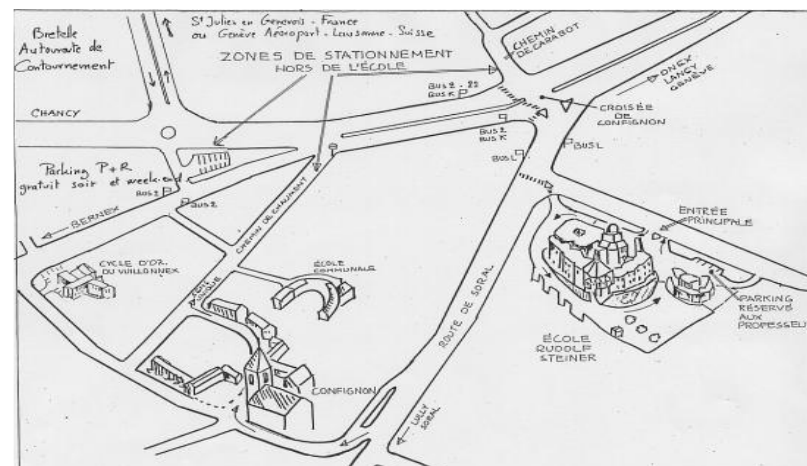 Bretelle
Autoroute de
Contournement
St Julien en Genevois - France
ou Genève Aéroport - Lausanne - Suisse
ZONES DE STATIONNEMENT
HORS DE L'ÉCOLE
CHEMIN
DE CARABOT
ONEX
LANCY
GENÈVE
CHANCY
BUS 2 - 22
BUS K
CROISÉE
DE
CONFIGNON
BUS 2
BUS K
BUS L
BUS L
Parking P+R
gratuit soir et week-end
BUS 2
BUS 2
BERNEX
CHEMIN DE CHAUMONT
ENTRÉE
PRINCIPALE
CYCLE D'OR.
DU VUILLONNEX
ÉCOLE
COMMUNALE
ROUTE DE SORAL
PARKING
RÉSERVÉ
AUX
PROFESSEU
ÉCOLE
RUDOLF
STEINER
CONFIGNON
LULLY
SORAL